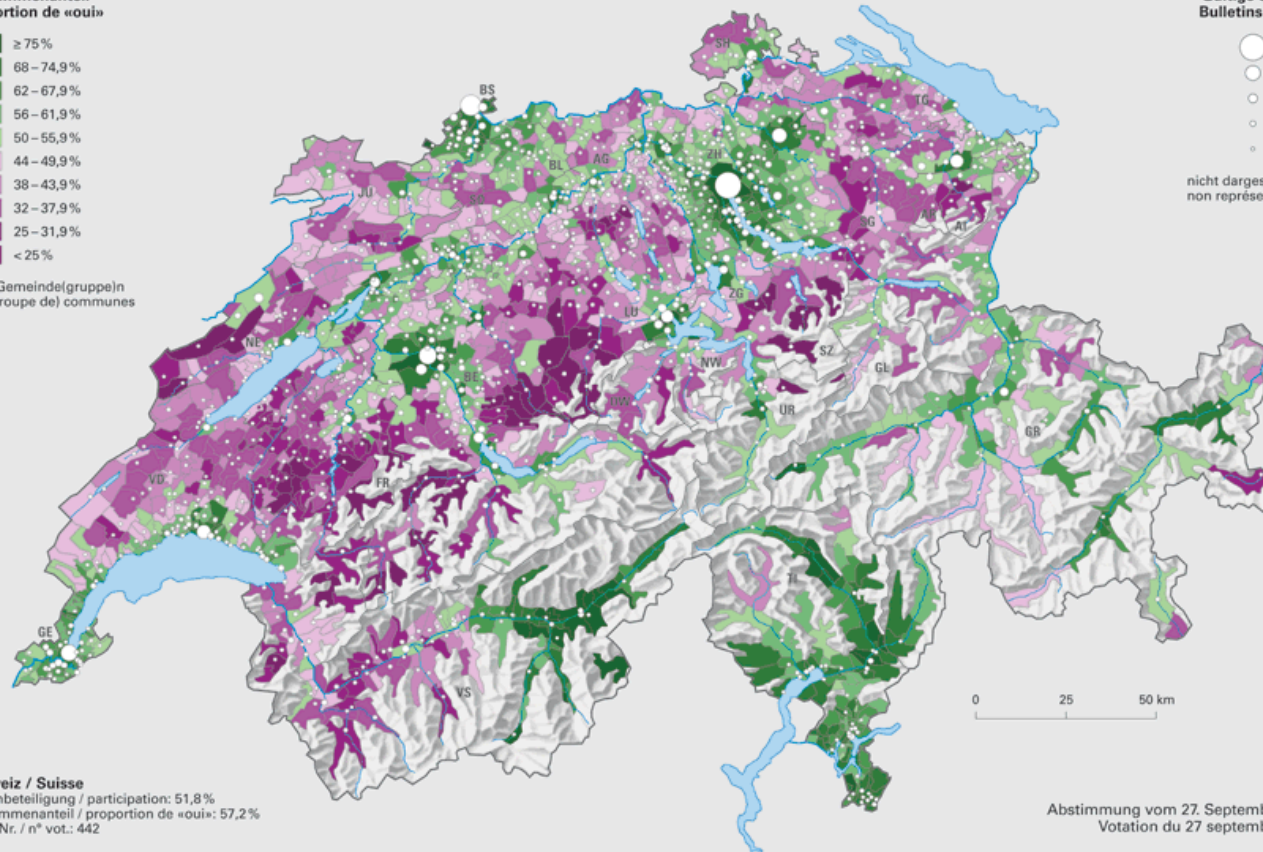 ortion de «oui»
≥ 75 %
68 – 74,9 %
62 – 67,9 %
56 – 61,9 %
50 – 55,9 %
44 – 49,9 %
38 – 43,9 %
32 – 37,9 %
25 – 31,9 %
< 25 %
Gemeinde(gruppe)n
roupe de) communes
Bulletins
nicht darges
non représe
SH
BS
TG
BL
AG
ZH
JU
SO
SG
AR
AI
ZG
LU
NE
BE
NW
SZ
GL
OW
UR
GR
VD
FR
TI
GE
VS
0 25 50 km
eiz / Suisse
nbeteiligung / participation: 51,8 %
mmenanteil / proportion de «oui»: 57,2 %
Nr. / n° vot.: 442
Abstimmung vom 27. Septemb
Votation du 27 septemb